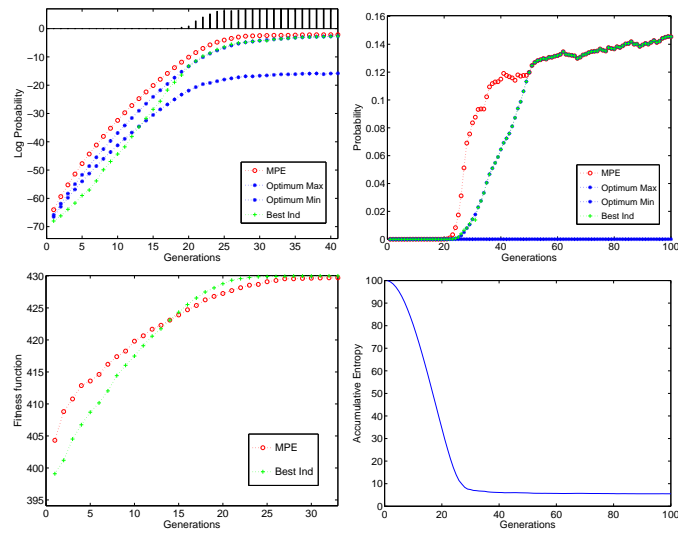 0
−10
−20
−30
−40
−50
−60
−70
Log Probability
0 5 10 15 20 25 30 35 40
Generations
MPE
Optimum Max
Optimum Min
Best Ind
0.16
0.14
0.12
0.1
0.08
0.06
0.04
0.02
0
Probability
0 20 40 60 80 100
Generations
MPE
Optimum Max
Optimum Min
Best Ind
430
425
420
415
410
405
400
395
Fitness function
0 5 10 15 20 25 30
Generations
MPE
Best Ind
100
90
80
70
60
50
40
30
20
10
0
Accumulative Entropy
0 20 40 60 80 100
Generations